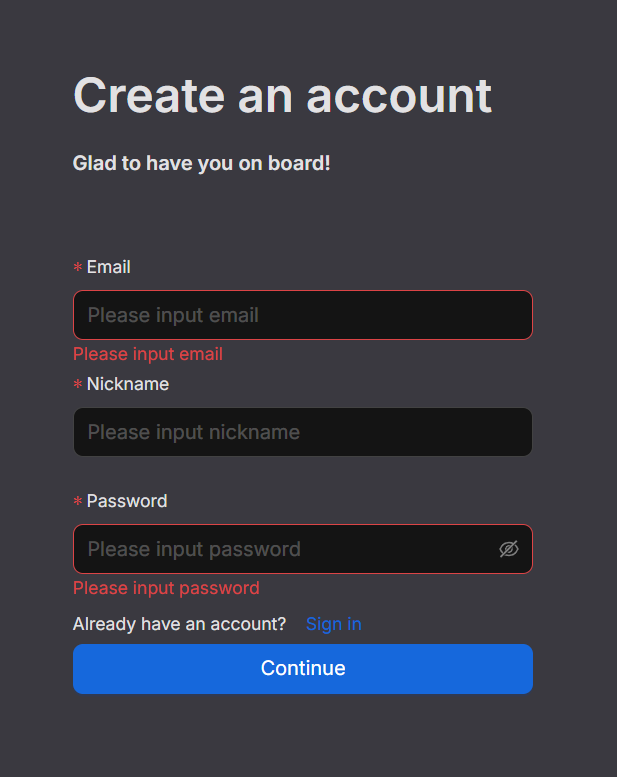 Create an account
Glad to have you on board!
* Email
Please input email
Please input email
* Nickname
Please input nickname
* Password
Please input password
Please input password
Already have an account? Sign in
Continue